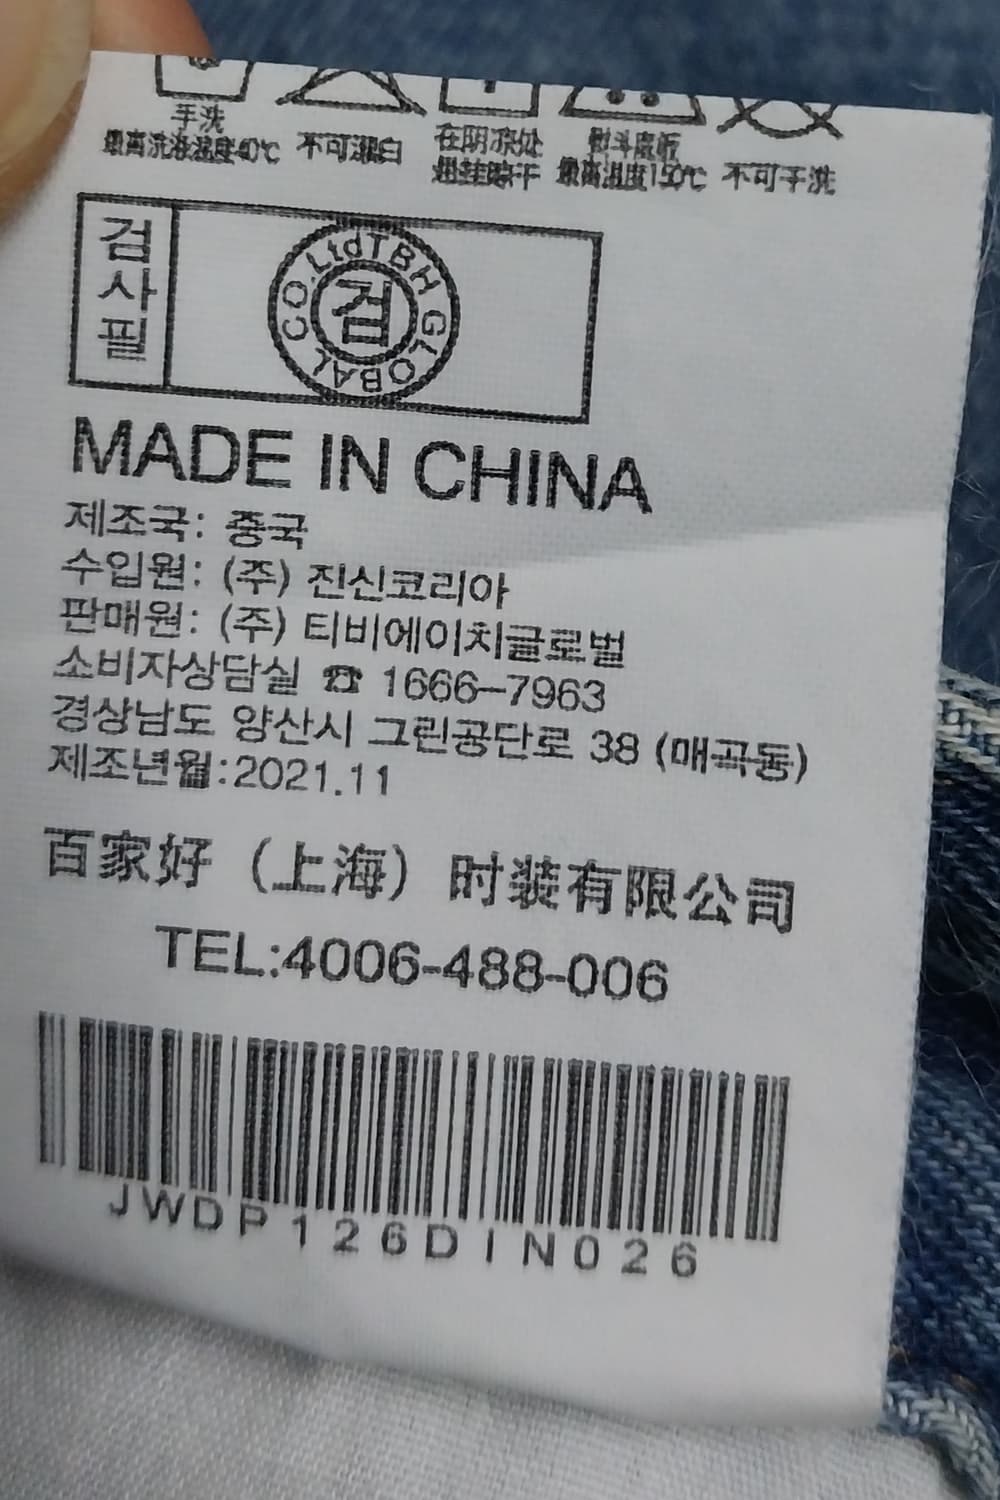 手洗
最高洗涤温度40℃
不可漂白
在阴凉处
悬挂晾干
熨斗底板
最高温度150℃
不可干洗
검사필
CO.Ltd TBH GLOBAL
검
MADE IN CHINA
제조국: 중국
수입원: (주) 진신코리아
판매원: (주) 티비에이치글로벌
소비자상담실 ☎ 1666-7963
경상남도 양산시 그린공단로 38 (매곡동)
제조년월:2021.11
百家好（上海）时装有限公司
TEL:4006-488-006
JWDP126DIN026